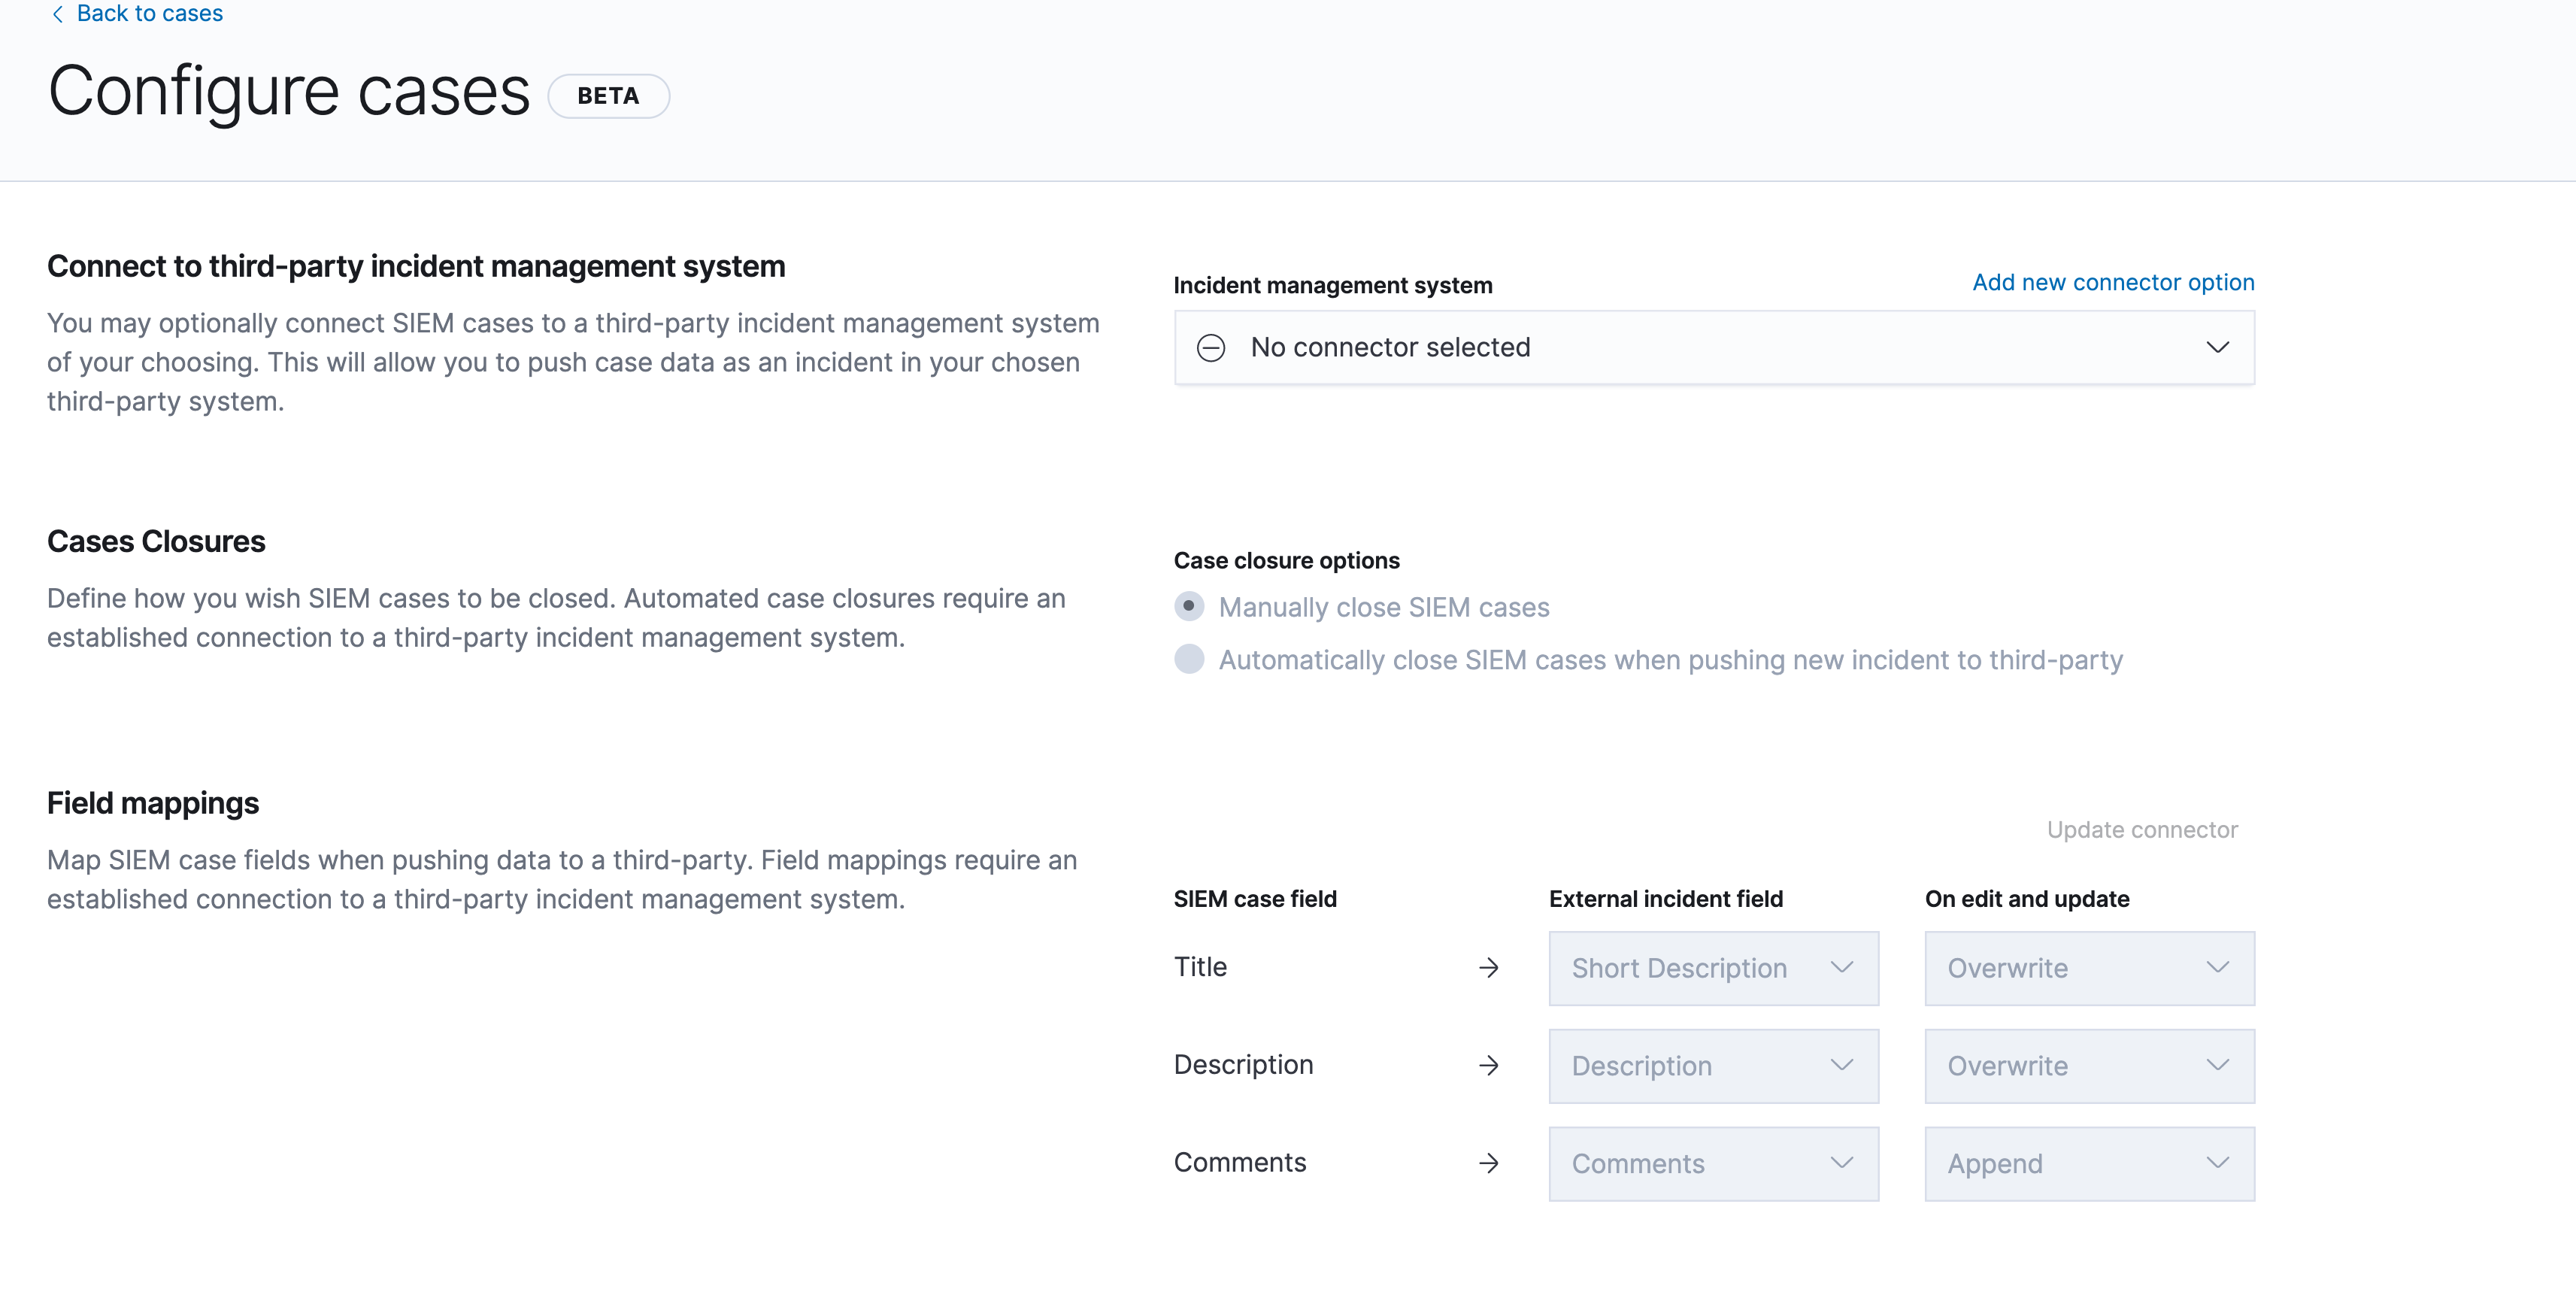 Back to cases
Configure cases BETA
Connect to third-party incident management system
You may optionally connect SIEM cases to a third-party incident management system
of your choosing. This will allow you to push case data as an incident in your chosen
third-party system.
Incident management system
Add new connector option
No connector selected
Cases Closures
Define how you wish SIEM cases to be closed. Automated case closures require an
established connection to a third-party incident management system.
Case closure options
Manually close SIEM cases
Automatically close SIEM cases when pushing new incident to third-party
Field mappings
Map SIEM case fields when pushing data to a third-party. Field mappings require an
established connection to a third-party incident management system.
Update connector
SIEM case field External incident field On edit and update
Title Short Description Overwrite
Description Description Overwrite
Comments Comments Append